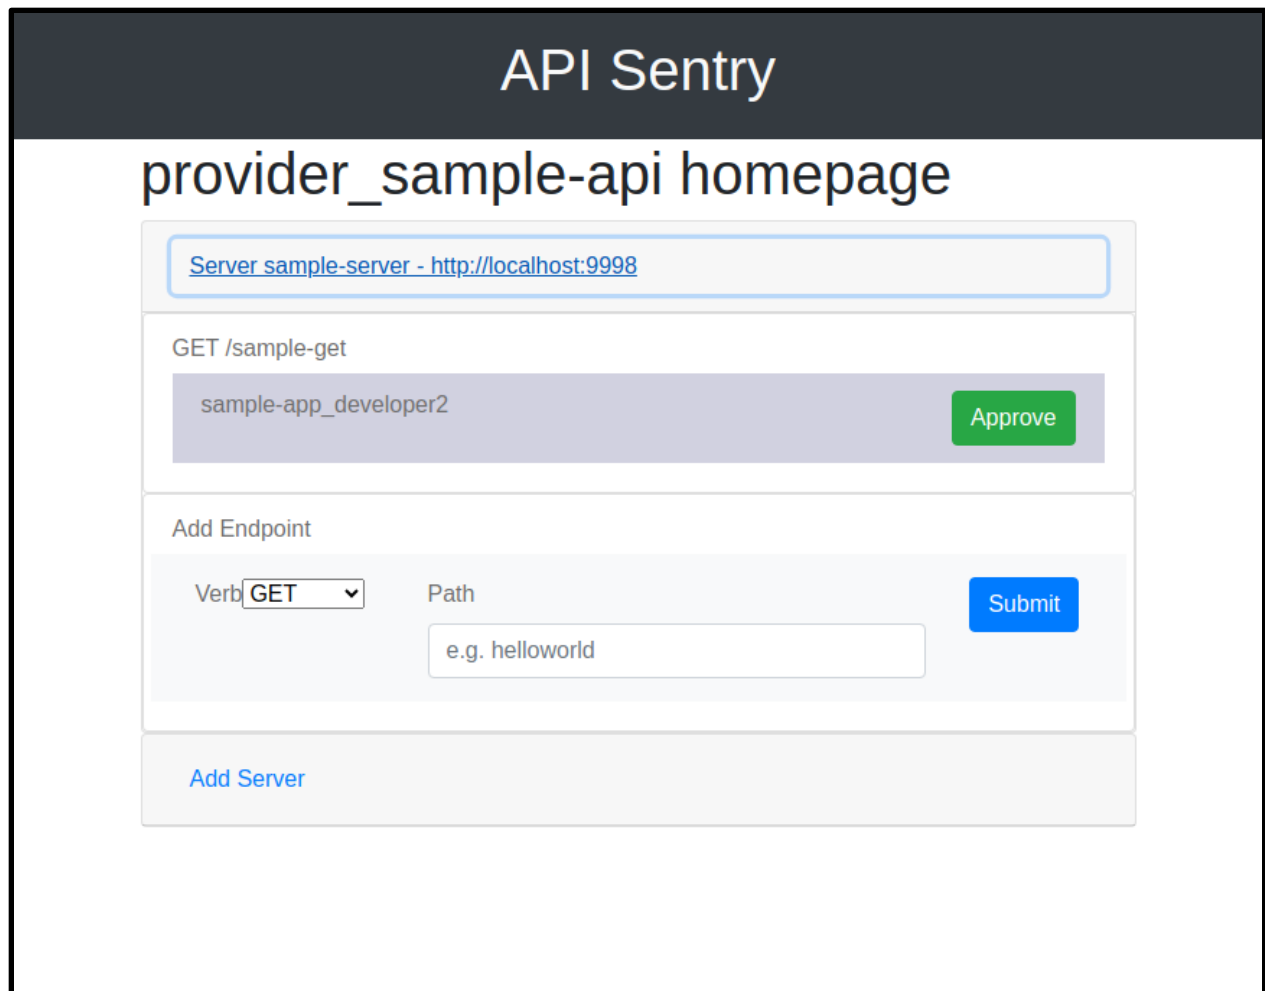 API Sentry
provider_sample-api homepage
Server sample-server - http://localhost:9998
GET /sample-get
sample-app_developer2
Approve
Add Endpoint
Verb GET
Path
Submit
e.g. helloworld
Add Server